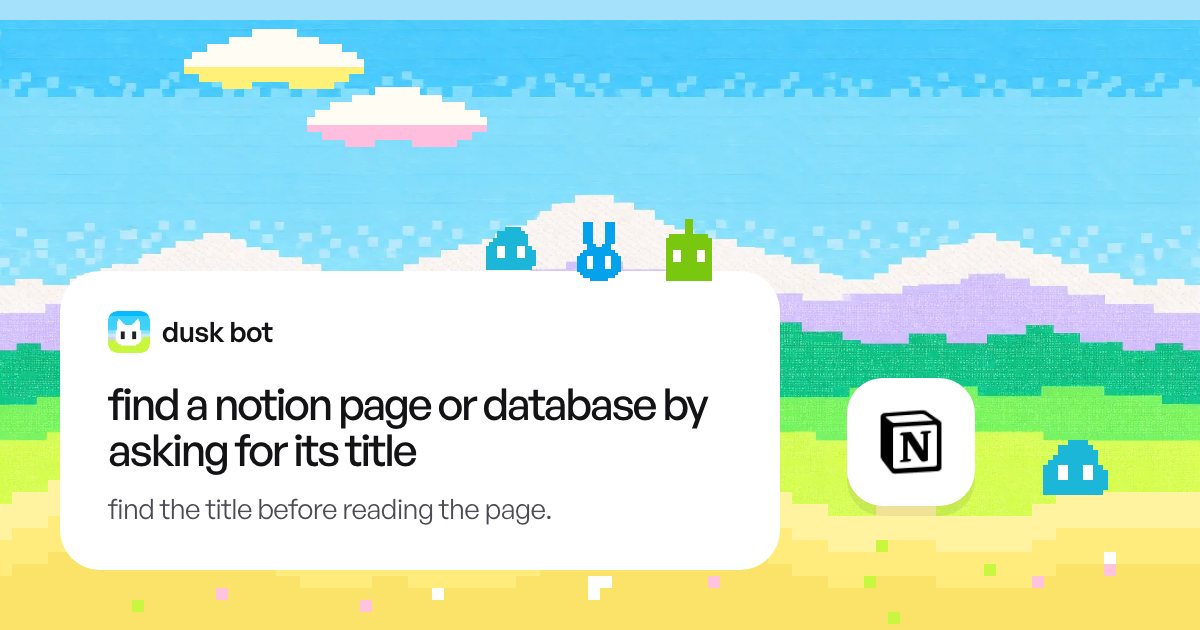 dusk bot
find a notion page or database by
asking for its title
find the title before reading the page.
N